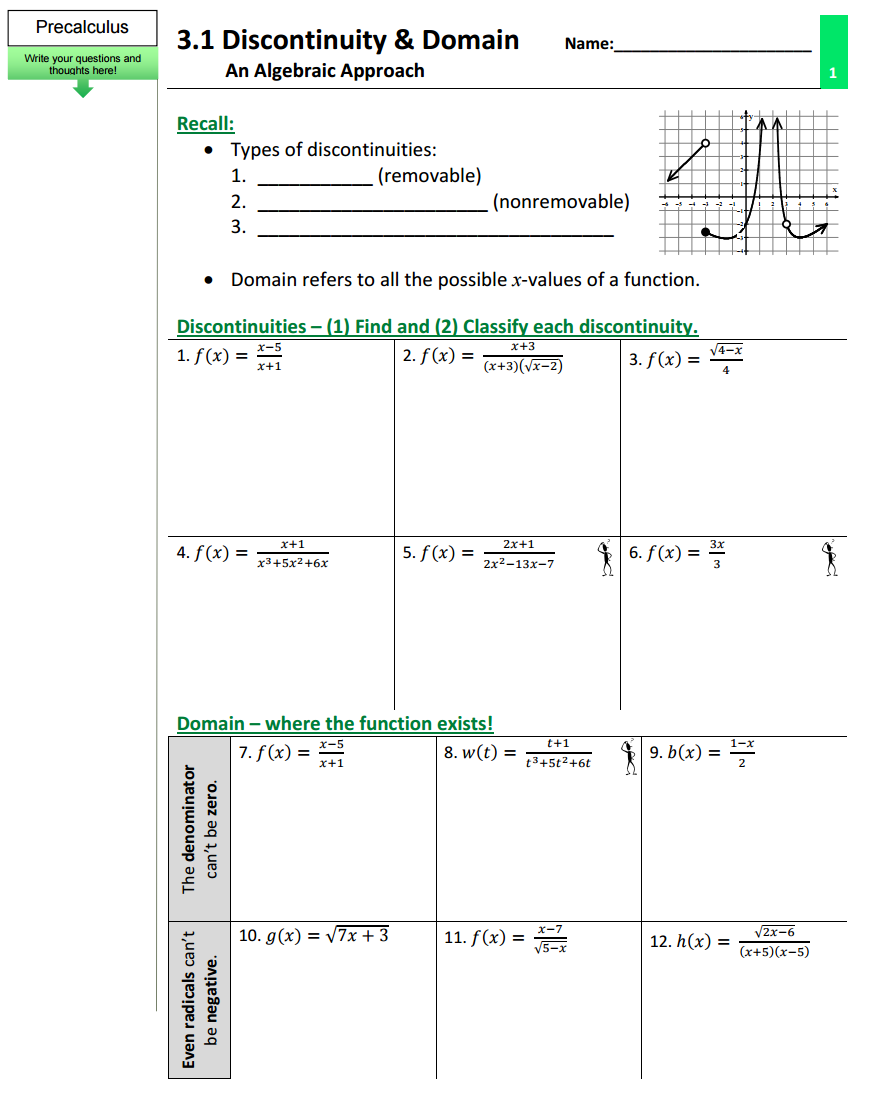 Precalculus
Write your questions and
thoughts here!
3.1 Discontinuity & Domain
Name:____________________
An Algebraic Approach
1
Recall:
• Types of discontinuities:
1. ___________ (removable)
2. ______________________ (nonremovable)
3. __________________________________
• Domain refers to all the possible x-values of a function.
Discontinuities – (1) Find and (2) Classify each discontinuity.
1. f(x) = x−5 / x+1
2. f(x) = x+3 / (x+3)(√x−2)
3. f(x) = √4−x / 4
4. f(x) = x+1 / x³+5x²+6x
5. f(x) = 2x+1 / 2x²−13x−7
6. f(x) = 3x / 3
Domain – where the function exists!
The denominator
can't be zero.
7. f(x) = x−5 / x+1
8. w(t) = t+1 / t³+5t²+6t
9. b(x) = 1−x / 2
Even radicals can't
be negative.
10. g(x) = √7x + 3
11. f(x) = x−7 / √5−x
12. h(x) = √2x−6 / (x+5)(x−5)